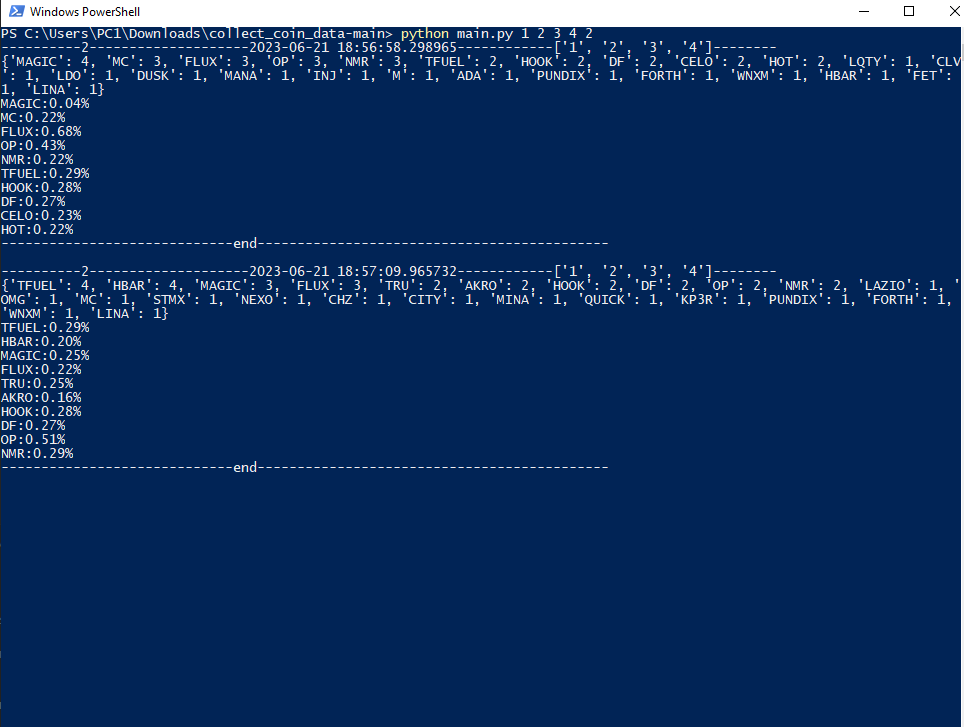 Windows PowerShell
PS C:\Users\PC1\Downloads\collect_coin_data-main> python main.py 1 2 3 4 2
----------2--------------------2023-06-21 18:56:58.298965------------['1', '2', '3', '4']--------
{'MAGIC': 4, 'MC': 3, 'FLUX': 3, 'OP': 3, 'NMR': 3, 'TFUEL': 2, 'HOOK': 2, 'DF': 2, 'CELO': 2, 'HOT': 2, 'LQTY': 1, 'CLV
': 1, 'LDO': 1, 'DUSK': 1, 'MANA': 1, 'INJ': 1, 'M': 1, 'ADA': 1, 'PUNDIX': 1, 'FORTH': 1, 'WNXM': 1, 'HBAR': 1, 'FET':
1, 'LINA': 1}
MAGIC:0.04%
MC:0.22%
FLUX:0.68%
OP:0.43%
NMR:0.22%
TFUEL:0.29%
HOOK:0.28%
DF:0.27%
CELO:0.23%
HOT:0.22%
-----------------------------end--------------------------------------------
----------2--------------------2023-06-21 18:57:09.965732------------['1', '2', '3', '4']--------
{'TFUEL': 4, 'HBAR': 4, 'MAGIC': 3, 'FLUX': 3, 'TRU': 2, 'AKRO': 2, 'HOOK': 2, 'DF': 2, 'OP': 2, 'NMR': 2, 'LAZIO': 1, '
OMG': 1, 'MC': 1, 'STMX': 1, 'NEXO': 1, 'CHZ': 1, 'CITY': 1, 'MINA': 1, 'QUICK': 1, 'KP3R': 1, 'PUNDIX': 1, 'FORTH': 1,
'WNXM': 1, 'LINA': 1}
TFUEL:0.29%
HBAR:0.20%
MAGIC:0.25%
FLUX:0.22%
TRU:0.25%
AKRO:0.16%
HOOK:0.28%
DF:0.27%
OP:0.51%
NMR:0.29%
-----------------------------end--------------------------------------------